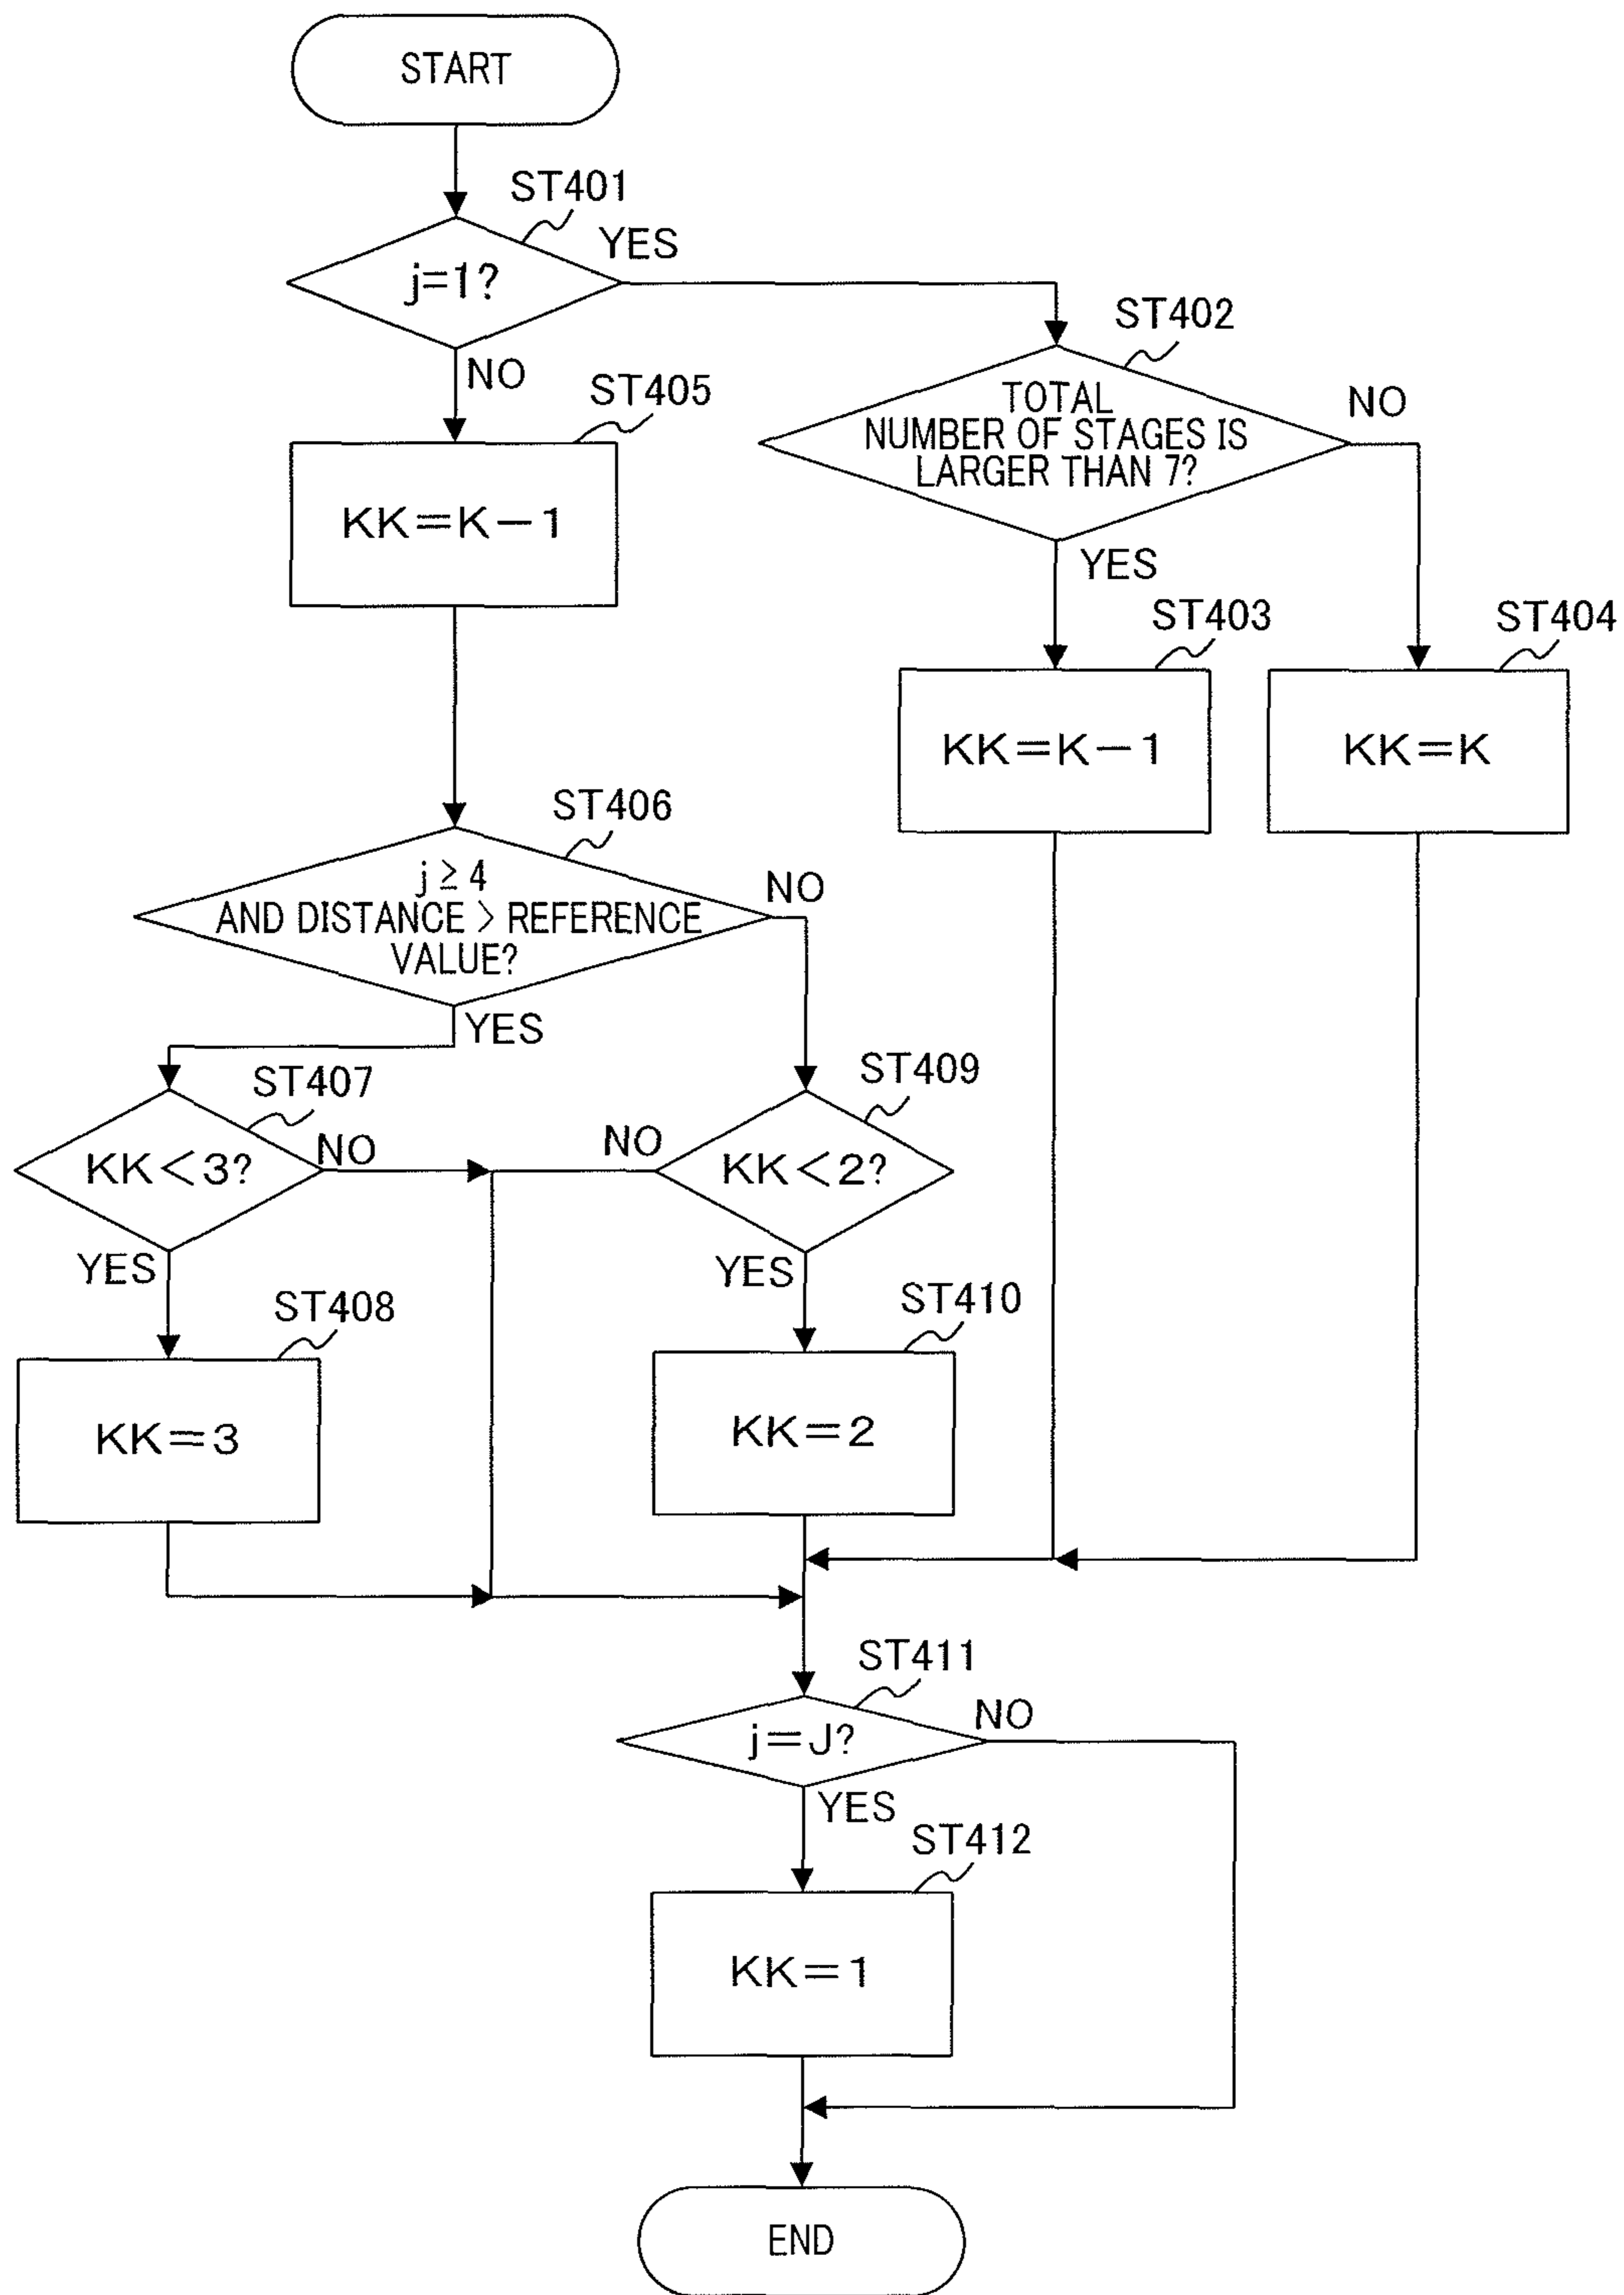 START
ST401
YES
j=1?
ST402
NO
TOTAL
NUMBER OF STAGES IS
LARGER THAN 7?
NO
ST405
KK=K-1
YES
ST403
ST404
KK=K-1
KK=K
ST406
j≥4
AND DISTANCE > REFERENCE
VALUE?
NO
YES
ST407
ST409
KK<3?
NO
NO
KK<2?
YES
YES
ST408
ST410
KK=3
KK=2
ST411
j=J?
NO
YES
ST412
KK=1
END